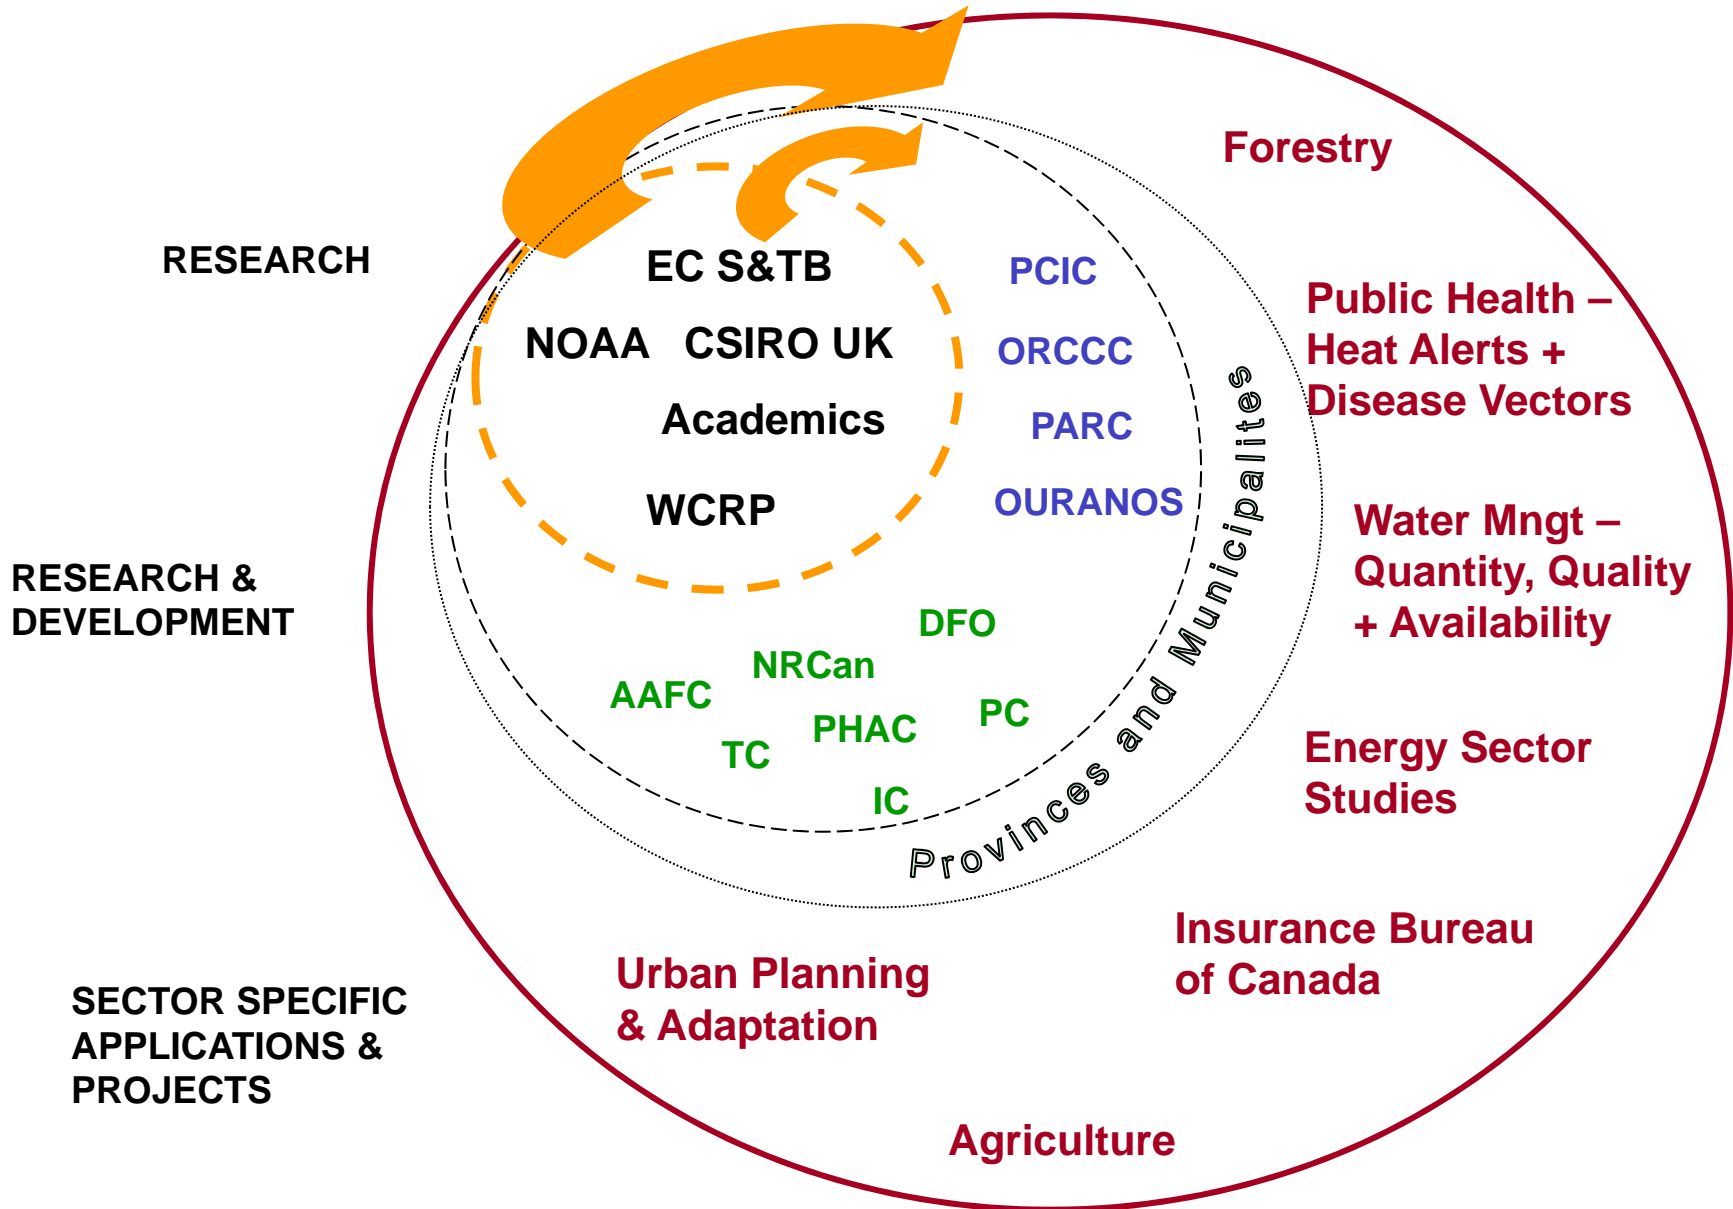 RESEARCH
RESEARCH &
DEVELOPMENT
SECTOR SPECIFIC
APPLICATIONS &
PROJECTS
EC S&TB
NOAA CSIRO UK
Academics
WCRP
PCIC
ORCCC
PARC
OURANOS
DFO
NRCan
AAFC
PHAC
PC
TC
IC
Provinces and Municipalites
Forestry
Public Health –
Heat Alerts +
Disease Vectors
Water Mngt –
Quantity, Quality
+ Availability
Energy Sector
Studies
Insurance Bureau
of Canada
Urban Planning
& Adaptation
Agriculture